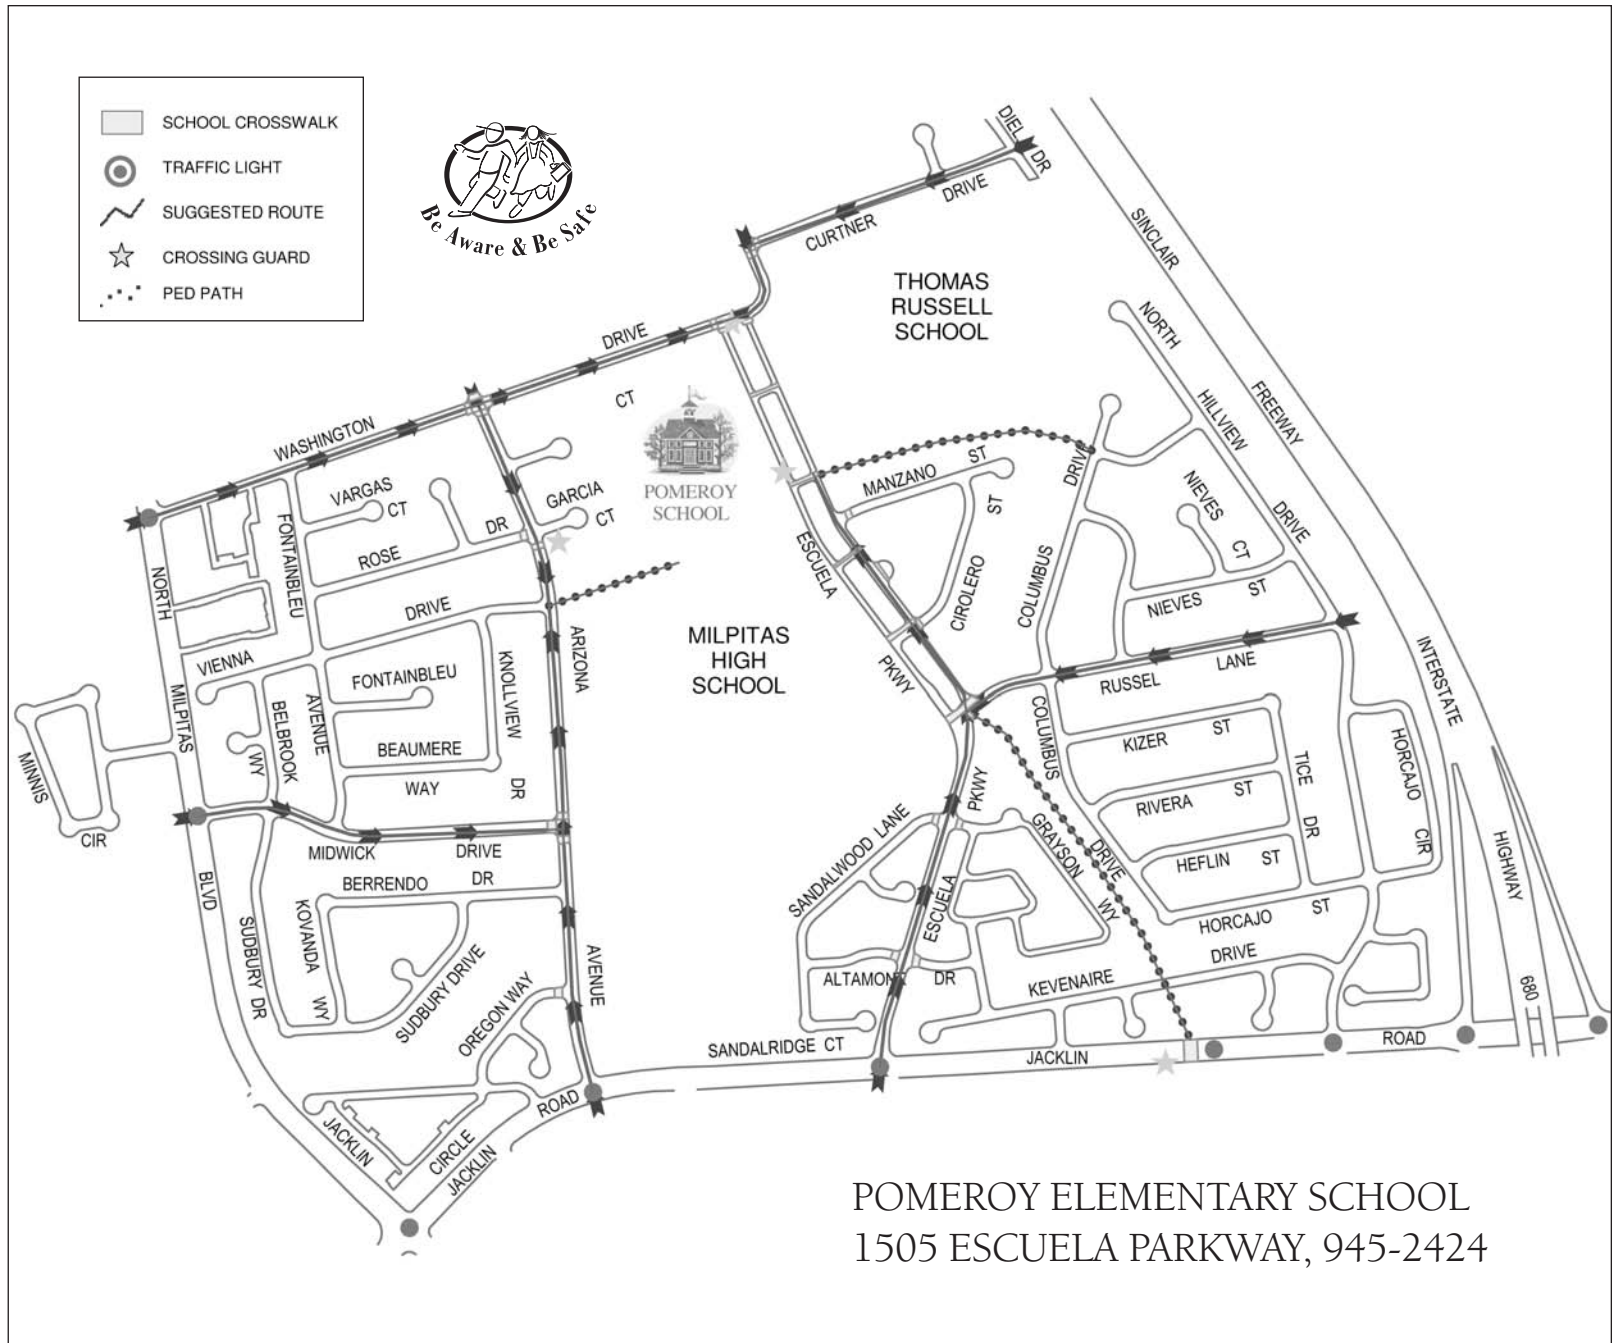 SCHOOL CROSSWALK
TRAFFIC LIGHT
SUGGESTED ROUTE
CROSSING GUARD
PED PATH
Be Aware & Be Safe
DIEL DR
CURTNER DRIVE
SINCLAIR FREEWAY
THOMAS
RUSSELL
SCHOOL
NORTH HILLVIEW DRIVE
WASHINGTON DRIVE
CT
POMEROY
SCHOOL
VARGAS
CT
GARCIA
CT
ROSE DR
FONTAINBLEU
MANZANO ST
CIROLERO ST
COLUMBUS DRIVE
NIEVES
CT
NIEVES ST
ESCUELA
PKWY
NORTH
MILPITAS
BLVD
VIENNA DRIVE
MILPITAS
HIGH
SCHOOL
ARIZONA
AVENUE
KNOLLVIEW
DR
FONTAINBLEU
AVENUE
BELBROOK
WY
BEAUMERE
WAY
MINNIS
CIR
MIDWICK DRIVE
BERRENDO DR
KOVANDA
WY
SUDBURY DR
SUDBURY DRIVE
OREGON WAY
RUSSEL LANE
INTERSTATE
HIGHWAY
680
COLUMBUS
DRIVE
KIZER ST
RIVERA ST
HEFLIN ST
TICE
DR
HORCAJO
CIR
HORCAJO ST
PKWY
ESCUELA
SANDALWOOD LANE
GRAYSON
WY
ALTAMONT DR
KEVENAIRE DRIVE
SANDALRIDGE CT
JACKLIN ROAD
ROAD
JACKLIN
CIRCLE
JACKLIN
POMEROY ELEMENTARY SCHOOL
1505 ESCUELA PARKWAY, 945-2424